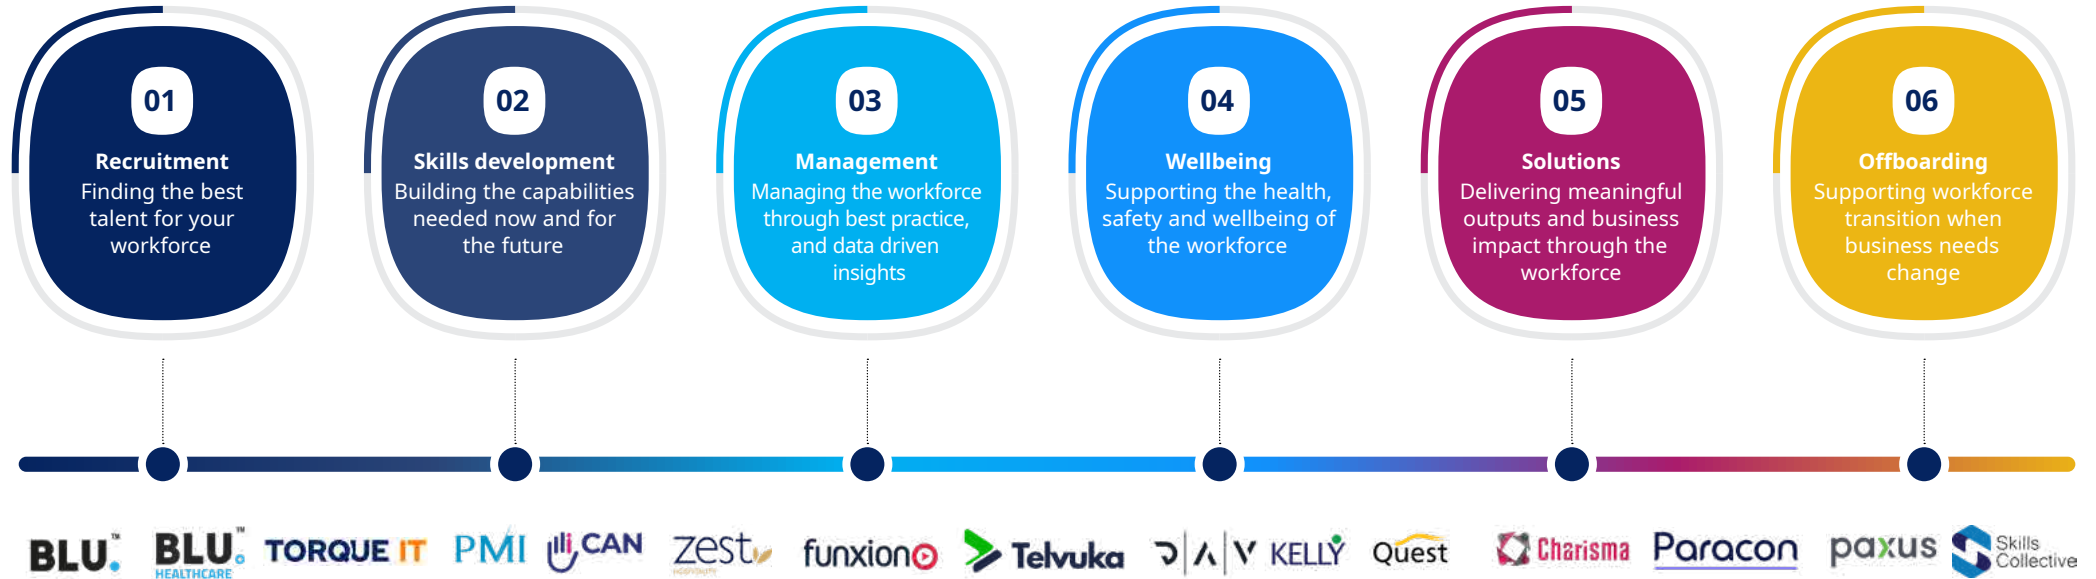 01
Recruitment
Finding the best
talent for your
workforce
02
Skills development
Building the capabilities
needed now and for
the future
03
Management
Managing the workforce
through best practice,
and data driven
insights
04
Wellbeing
Supporting the health,
safety and wellbeing of
the workforce
05
Solutions
Delivering meaningful
outputs and business
impact through the
workforce
06
Offboarding
Supporting workforce
transition when
business needs
change
BLU.™
BLU.™
HEALTHCARE
TORQUE IT
PMI
CAN
zest
HOSPITALITY
funxion
Telvuka
KELLY
Quest
Charisma
Paracon
paxus
Skills
Collective